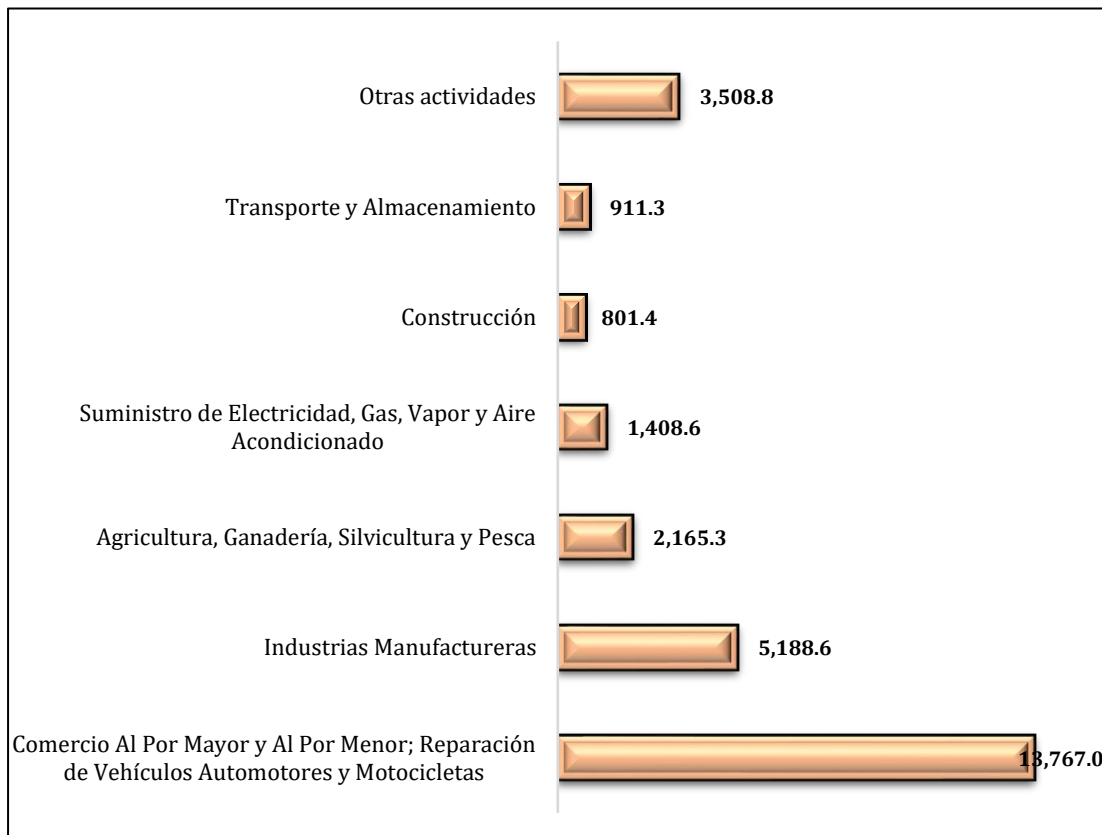 Otras actividades
3,508.8
Transporte y Almacenamiento
911.3
Construcción
801.4
Suministro de Electricidad, Gas, Vapor y Aire
Acondicionado
1,408.6
Agricultura, Ganadería, Silvicultura y Pesca
2,165.3
Industrias Manufactureras
5,188.6
Comercio Al Por Mayor y Al Por Menor; Reparación
de Vehículos Automotores y Motocicletas
13,767.0